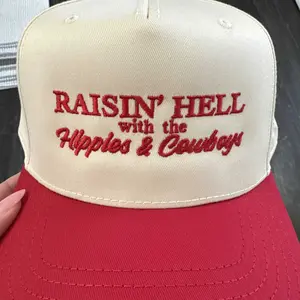 RAISIN' HELL
with the
Hippies & Cowboys